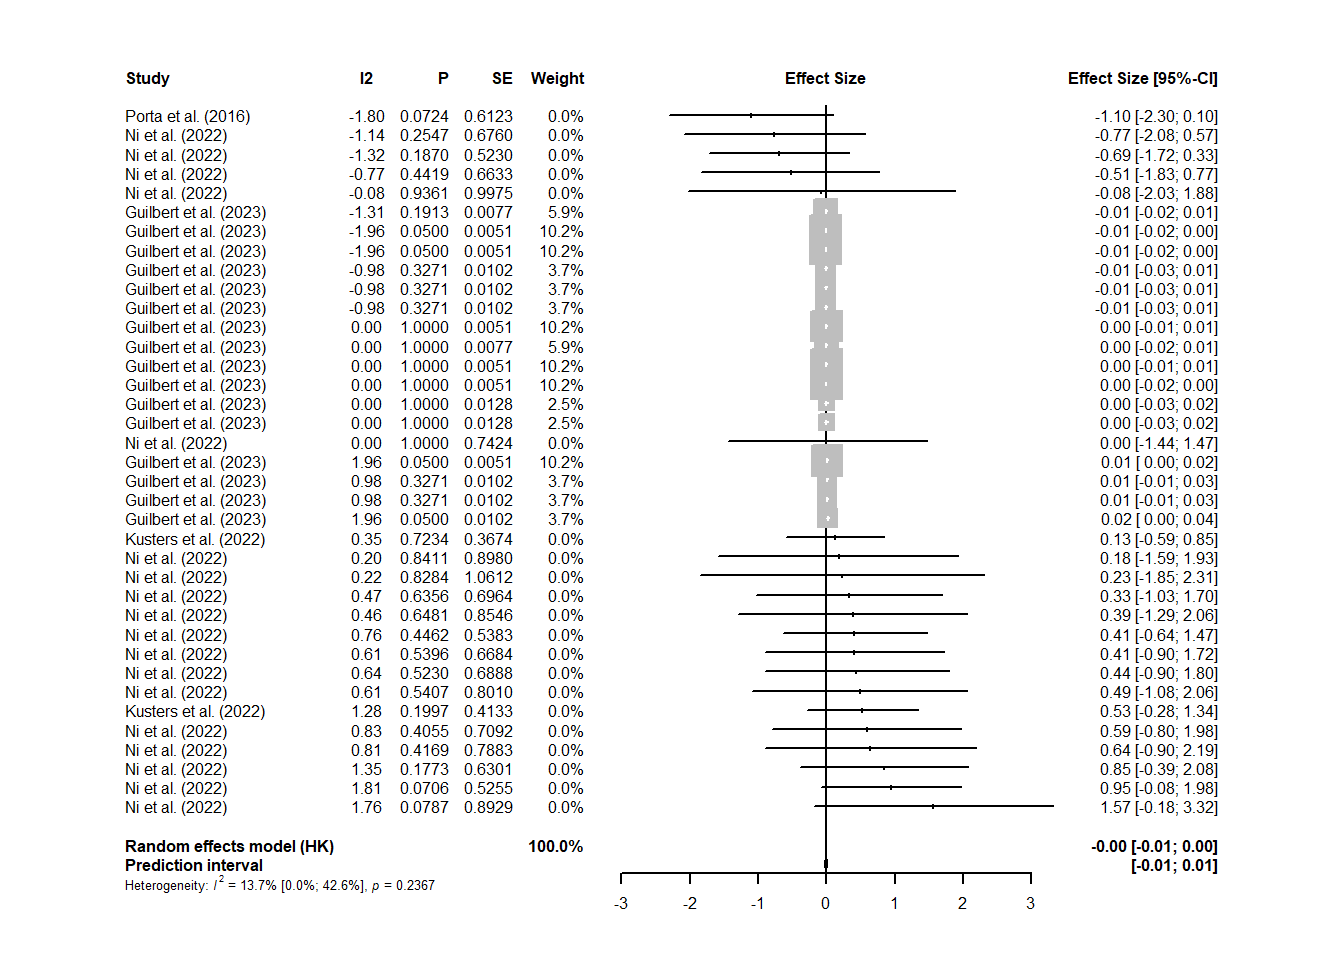 Study I2 P SE Weight Effect Size Effect Size [95%-CI]
Porta et al. (2016) -1.80 0.0724 0.6123 0.0% -1.10 [-2.30; 0.10]
Ni et al. (2022) -1.14 0.2547 0.6760 0.0% -0.77 [-2.08; 0.57]
Ni et al. (2022) -1.32 0.1870 0.5230 0.0% -0.69 [-1.72; 0.33]
Ni et al. (2022) -0.77 0.4419 0.6633 0.0% -0.51 [-1.83; 0.77]
Ni et al. (2022) -0.08 0.9361 0.9975 0.0% -0.08 [-2.03; 1.88]
Guilbert et al. (2023) -1.31 0.1913 0.0077 5.9% -0.01 [-0.02; 0.01]
Guilbert et al. (2023) -1.96 0.0500 0.0051 10.2% -0.01 [-0.02; 0.00]
Guilbert et al. (2023) -1.96 0.0500 0.0051 10.2% -0.01 [-0.02; 0.00]
Guilbert et al. (2023) -0.98 0.3271 0.0102 3.7% -0.01 [-0.03; 0.01]
Guilbert et al. (2023) -0.98 0.3271 0.0102 3.7% -0.01 [-0.03; 0.01]
Guilbert et al. (2023) -0.98 0.3271 0.0102 3.7% -0.01 [-0.03; 0.01]
Guilbert et al. (2023) 0.00 1.0000 0.0051 10.2% 0.00 [-0.01; 0.01]
Guilbert et al. (2023) 0.00 1.0000 0.0077 5.9% 0.00 [-0.02; 0.01]
Guilbert et al. (2023) 0.00 1.0000 0.0051 10.2% 0.00 [-0.01; 0.01]
Guilbert et al. (2023) 0.00 1.0000 0.0051 10.2% 0.00 [-0.02; 0.00]
Guilbert et al. (2023) 0.00 1.0000 0.0128 2.5% 0.00 [-0.03; 0.02]
Guilbert et al. (2023) 0.00 1.0000 0.0128 2.5% 0.00 [-0.03; 0.02]
Ni et al. (2022) 0.00 1.0000 0.7424 0.0% 0.00 [-1.44; 1.47]
Guilbert et al. (2023) 1.96 0.0500 0.0051 10.2% 0.01 [ 0.00; 0.02]
Guilbert et al. (2023) 0.98 0.3271 0.0102 3.7% 0.01 [-0.01; 0.03]
Guilbert et al. (2023) 0.98 0.3271 0.0102 3.7% 0.01 [-0.01; 0.03]
Guilbert et al. (2023) 1.96 0.0500 0.0102 3.7% 0.02 [ 0.00; 0.04]
Kusters et al. (2022) 0.35 0.7234 0.3674 0.0% 0.13 [-0.59; 0.85]
Ni et al. (2022) 0.20 0.8411 0.8980 0.0% 0.18 [-1.59; 1.93]
Ni et al. (2022) 0.22 0.8284 1.0612 0.0% 0.23 [-1.85; 2.31]
Ni et al. (2022) 0.47 0.6356 0.6964 0.0% 0.33 [-1.03; 1.70]
Ni et al. (2022) 0.46 0.6481 0.8546 0.0% 0.39 [-1.29; 2.06]
Ni et al. (2022) 0.76 0.4462 0.5383 0.0% 0.41 [-0.64; 1.47]
Ni et al. (2022) 0.61 0.5396 0.6684 0.0% 0.41 [-0.90; 1.72]
Ni et al. (2022) 0.64 0.5230 0.6888 0.0% 0.44 [-0.90; 1.80]
Ni et al. (2022) 0.61 0.5407 0.8010 0.0% 0.49 [-1.08; 2.06]
Kusters et al. (2022) 1.28 0.1997 0.4133 0.0% 0.53 [-0.28; 1.34]
Ni et al. (2022) 0.83 0.4055 0.7092 0.0% 0.59 [-0.80; 1.98]
Ni et al. (2022) 0.81 0.4169 0.7883 0.0% 0.64 [-0.90; 2.19]
Ni et al. (2022) 1.35 0.1773 0.6301 0.0% 0.85 [-0.39; 2.08]
Ni et al. (2022) 1.81 0.0706 0.5255 0.0% 0.95 [-0.08; 1.98]
Ni et al. (2022) 1.76 0.0787 0.8929 0.0% 1.57 [-0.18; 3.32]
Random effects model (HK) 100.0% -0.00 [-0.01; 0.00]
Prediction interval [-0.01; 0.01]
Heterogeneity: I² = 13.7% [0.0%; 42.6%], p = 0.2367
-3 -2 -1 0 1 2 3